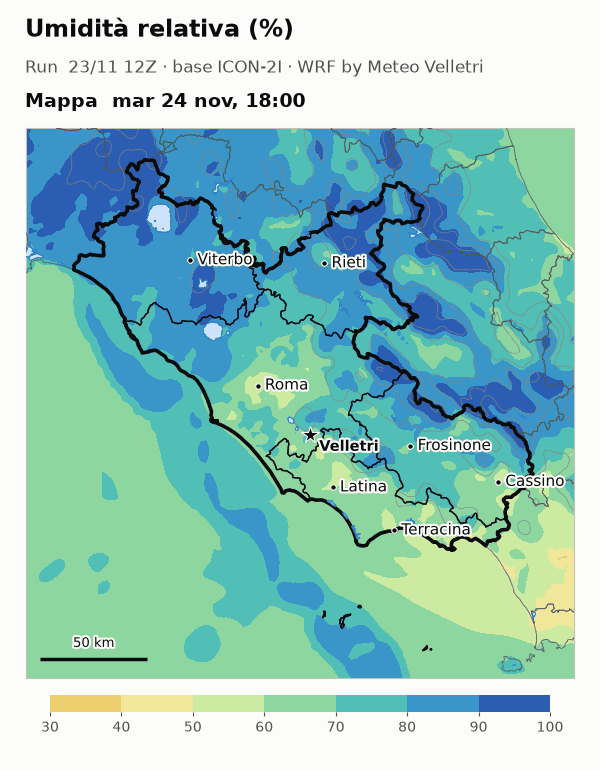 Umidità relativa (%)
Run  23/11 12Z · base ICON-2I · WRF by Meteo Velletri
Mappa  mar 24 nov, 18:00
Viterbo
Rieti
Roma
Velletri
Frosinone
Cassino
Latina
Terracina
50 km
30 40 50 60 70 80 90 100